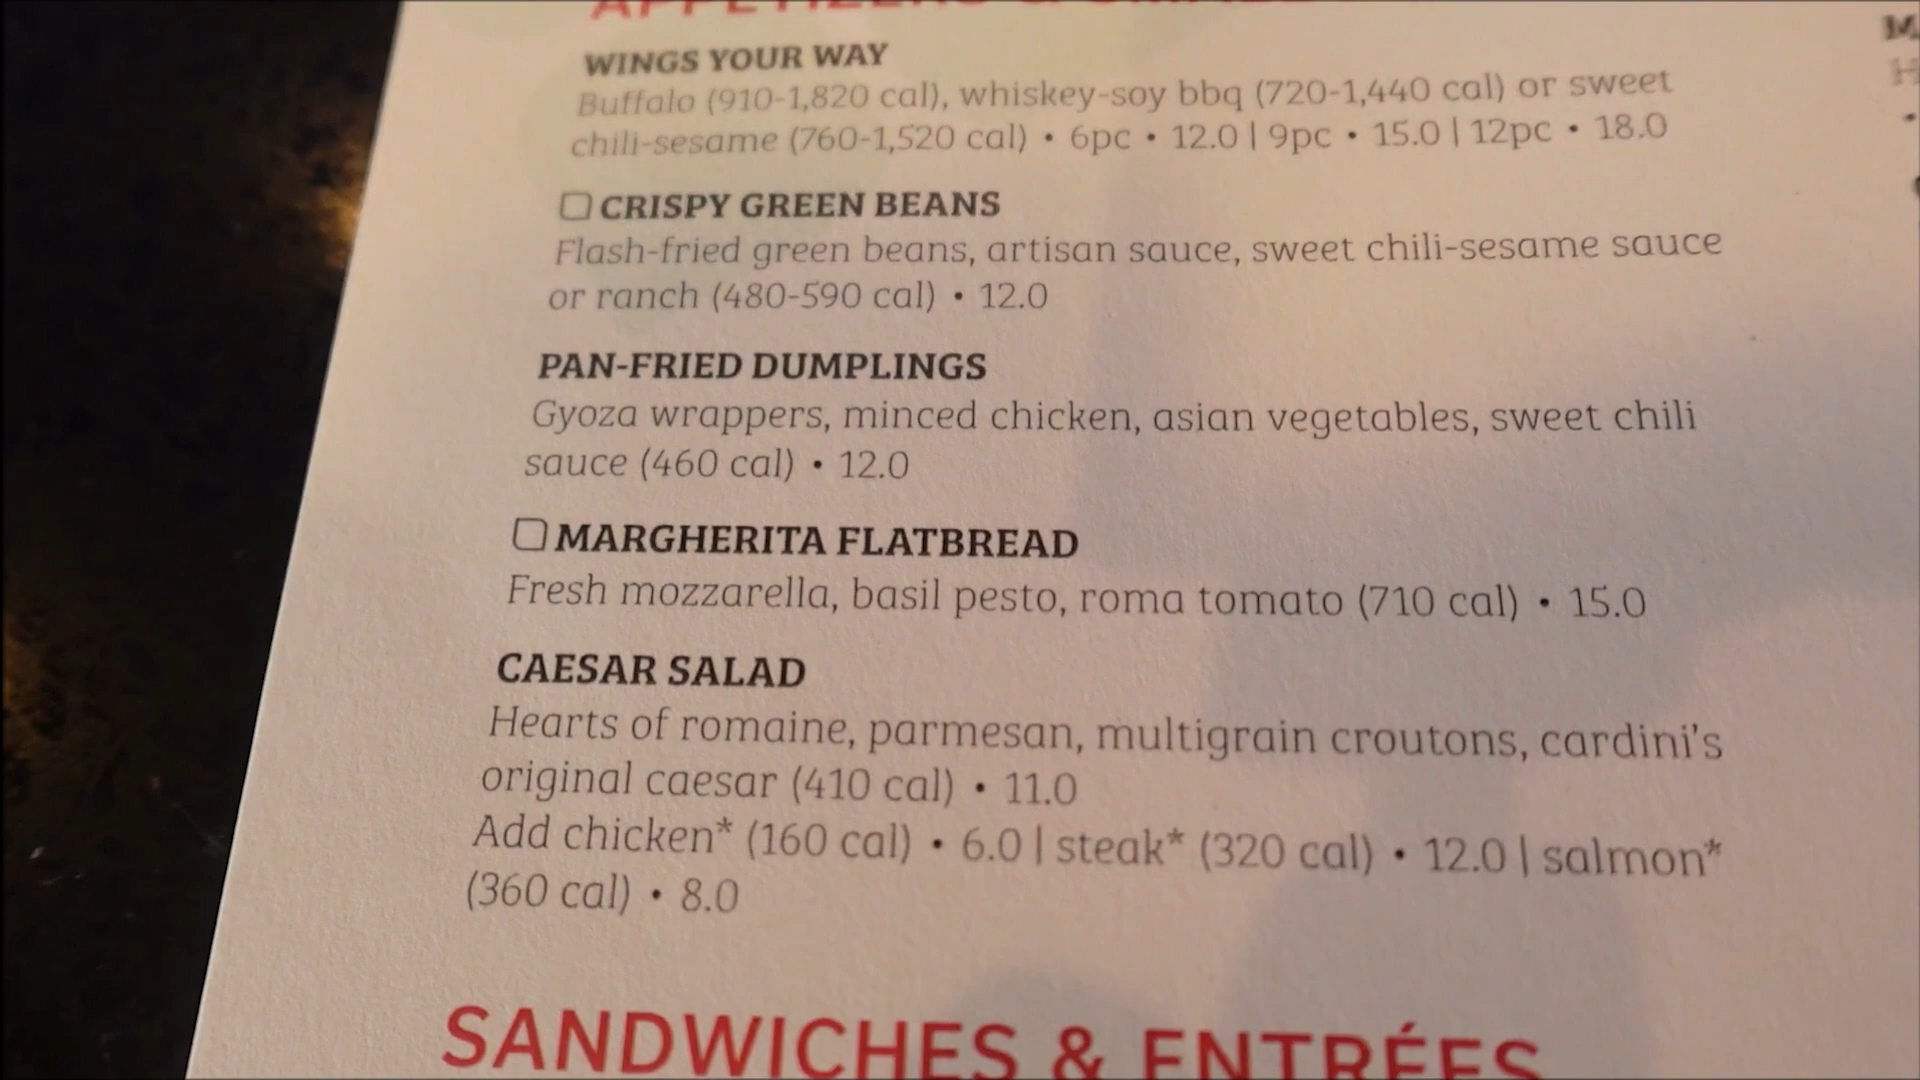 APPETIZERS & SMALL
WINGS YOUR WAY
Buffalo (910-1,820 cal), whiskey-soy bbq (720-1,440 cal) or sweet
chili-sesame (760-1,520 cal) • 6pc • 12.0 | 9pc • 15.0 | 12pc • 18.0
CRISPY GREEN BEANS
Flash-fried green beans, artisan sauce, sweet chili-sesame sauce
or ranch (480-590 cal) • 12.0
PAN-FRIED DUMPLINGS
Gyoza wrappers, minced chicken, asian vegetables, sweet chili
sauce (460 cal) • 12.0
MARGHERITA FLATBREAD
Fresh mozzarella, basil pesto, roma tomato (710 cal) • 15.0
CAESAR SALAD
Hearts of romaine, parmesan, multigrain croutons, cardini's
original caesar (410 cal) • 11.0
Add chicken* (160 cal) • 6.0 | steak* (320 cal) • 12.0 | salmon*
(360 cal) • 8.0
SANDWICHES & ENTRÉES